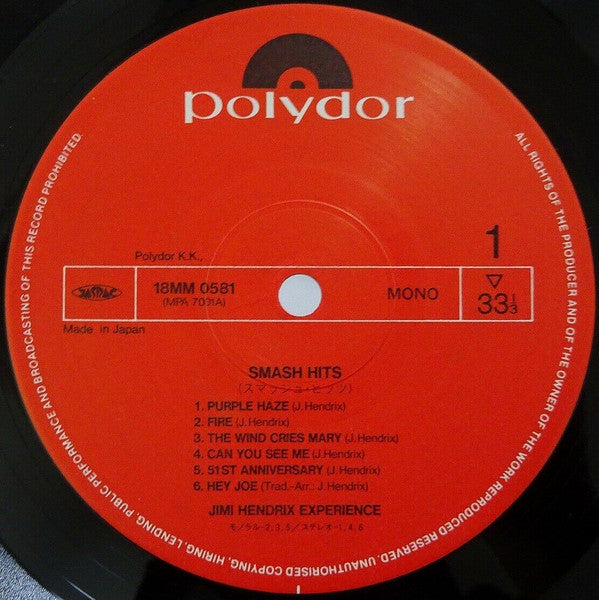 polydor
Polydor K.K.,
JASRAC
18MM 0581
(MPA 7091A)
MONO
1
33 1/3
Made in Japan
SMASH HITS
(スマッシュ・ヒッツ)
1. PURPLE HAZE (J. Hendrix)
2. FIRE (J. Hendrix)
3. THE WIND CRIES MARY (J. Hendrix)
4. CAN YOU SEE ME (J. Hendrix)
5. 51ST ANNIVERSARY (J. Hendrix)
6. HEY JOE (Trad.-Arr.: J. Hendrix)
JIMI HENDRIX EXPERIENCE
モノラル-2,3,5/ステレオ-1,4,6
ALL RIGHTS OF THE PRODUCER AND OF THE OWNER OF THE WORK REPRODUCED RESERVED. UNAUTHORISED COPYING, HIRING, LENDING, PUBLIC PERFORMANCE AND BROADCASTING OF THIS RECORD PROHIBITED.